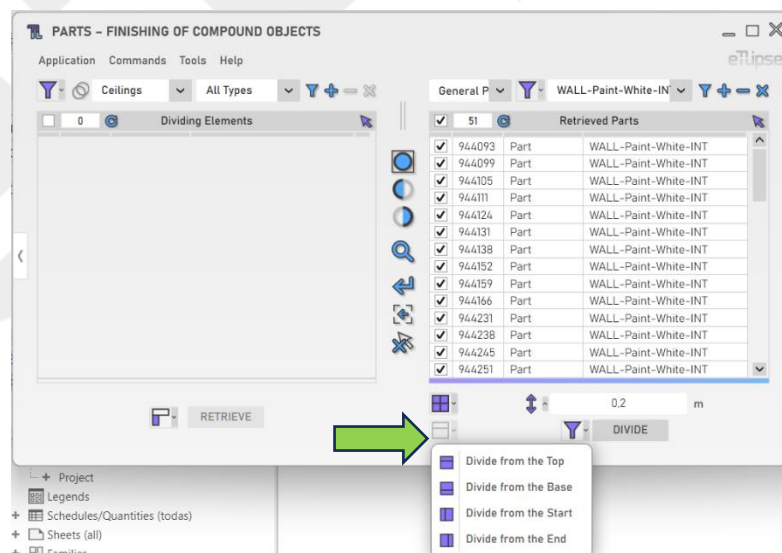 PARTS – FINISHING OF COMPOUND OBJECTS
Application Commands Tools Help
eTLipse
Ceilings All Types
General P WALL-Paint-White-IN
0 Dividing Elements
51 Retrieved Parts
944093 Part WALL-Paint-White-INT
944099 Part WALL-Paint-White-INT
944105 Part WALL-Paint-White-INT
944111 Part WALL-Paint-White-INT
944124 Part WALL-Paint-White-INT
944131 Part WALL-Paint-White-INT
944138 Part WALL-Paint-White-INT
944152 Part WALL-Paint-White-INT
944159 Part WALL-Paint-White-INT
944166 Part WALL-Paint-White-INT
944231 Part WALL-Paint-White-INT
944238 Part WALL-Paint-White-INT
944245 Part WALL-Paint-White-INT
944251 Part WALL-Paint-White-INT
0,2 m
RETRIEVE
DIVIDE
Divide from the Top
Divide from the Base
Divide from the Start
Divide from the End
Project
Legends
Schedules/Quantities (todas)
Sheets (all)
Families